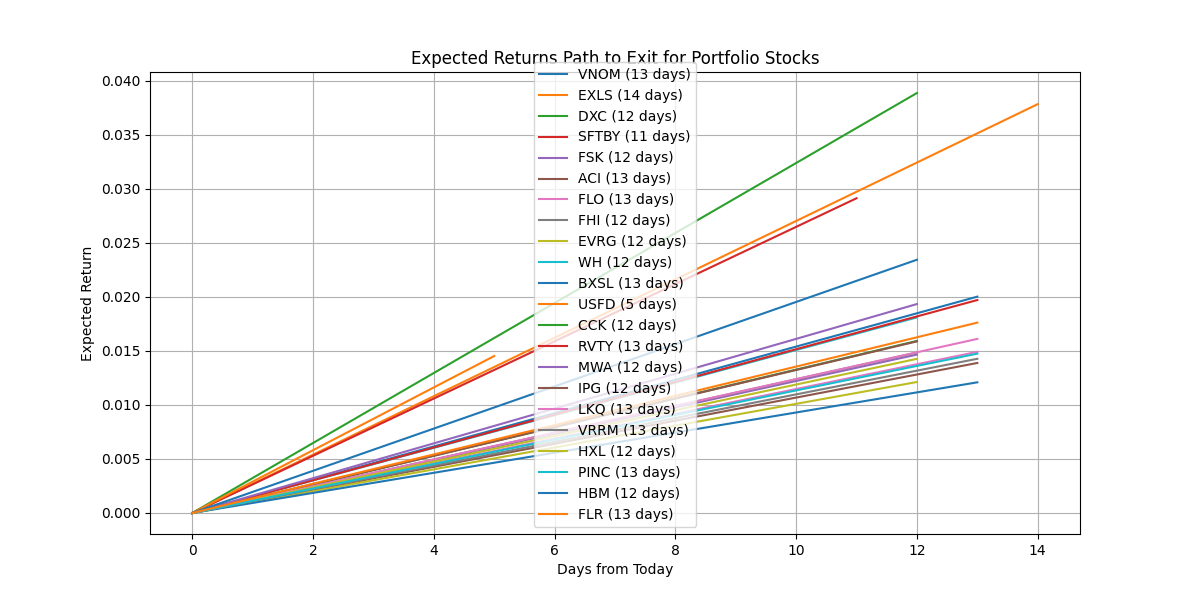 Expected Returns Path to Exit for Portfolio Stocks
Expected Return
0.040
0.035
0.030
0.025
0.020
0.015
0.010
0.005
0.000
VNOM (13 days)
EXLS (14 days)
DXC (12 days)
SFTBY (11 days)
FSK (12 days)
ACI (13 days)
FLO (13 days)
FHI (12 days)
EVRG (12 days)
WH (12 days)
BXSL (13 days)
USFD (5 days)
CCK (12 days)
RVTY (13 days)
MWA (12 days)
IPG (12 days)
LKQ (13 days)
VRRM (13 days)
HXL (12 days)
PINC (13 days)
HBM (12 days)
FLR (13 days)
0 2 4 6 8 10 12 14
Days from Today